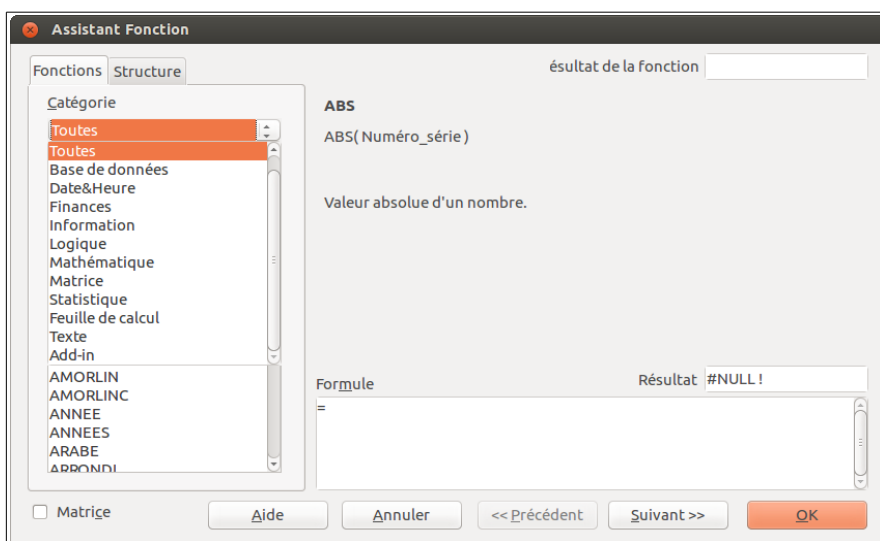 Assistant Fonction
Fonctions Structure
ésultat de la fonction
Catégorie
Toutes
Toutes
Base de données
Date&Heure
Finances
Information
Logique
Mathématique
Matrice
Statistique
Feuille de calcul
Texte
Add-in
AMORLIN
AMORLINC
ANNEE
ANNEES
ARABE
ARRONDI
ABS
ABS( Numéro_série )
Valeur absolue d'un nombre.
Formule
Résultat #NULL !
=
Matrice
Aide
Annuler
<< Précédent
Suivant >>
OK